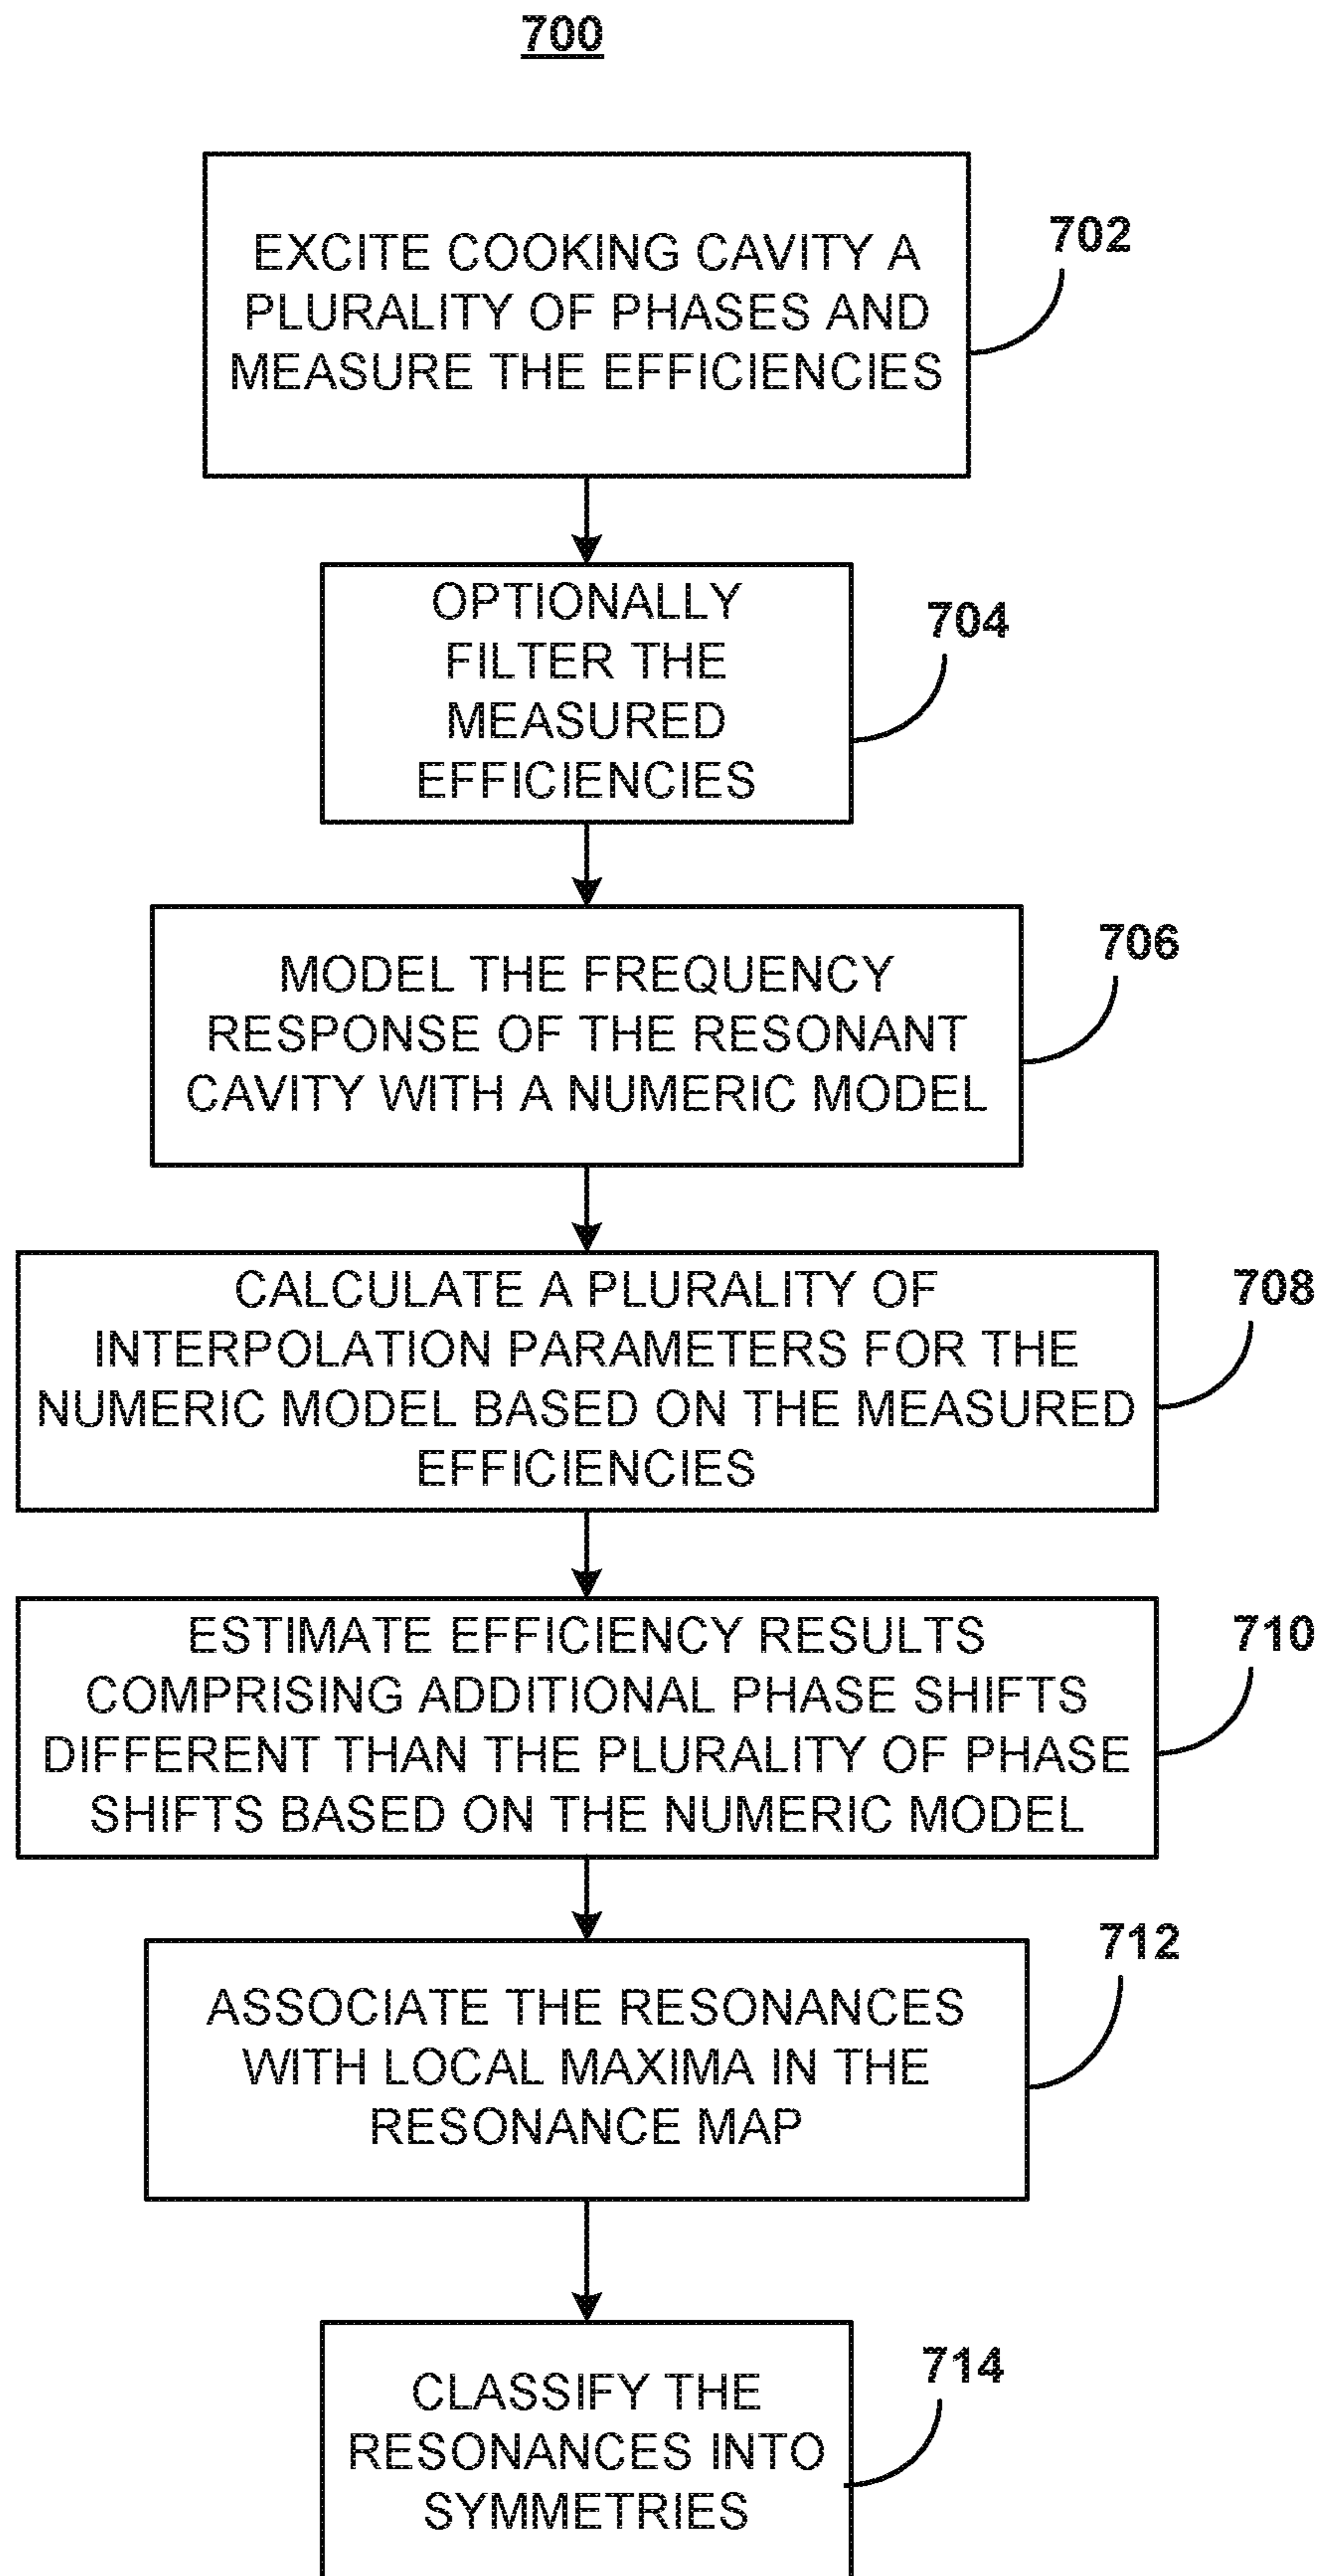 700
EXCITE COOKING CAVITY A
PLURALITY OF PHASES AND
MEASURE THE EFFICIENCIES
702
OPTIONALLY
FILTER THE
MEASURED
EFFICIENCIES
704
MODEL THE FREQUENCY
RESPONSE OF THE RESONANT
CAVITY WITH A NUMERIC MODEL
706
CALCULATE A PLURALITY OF
INTERPOLATION PARAMETERS FOR THE
NUMERIC MODEL BASED ON THE MEASURED
EFFICIENCIES
708
ESTIMATE EFFICIENCY RESULTS
COMPRISING ADDITIONAL PHASE SHIFTS
DIFFERENT THAN THE PLURALITY OF PHASE
SHIFTS BASED ON THE NUMERIC MODEL
710
ASSOCIATE THE RESONANCES
WITH LOCAL MAXIMA IN THE
RESONANCE MAP
712
CLASSIFY THE
RESONANCES INTO
SYMMETRIES
714